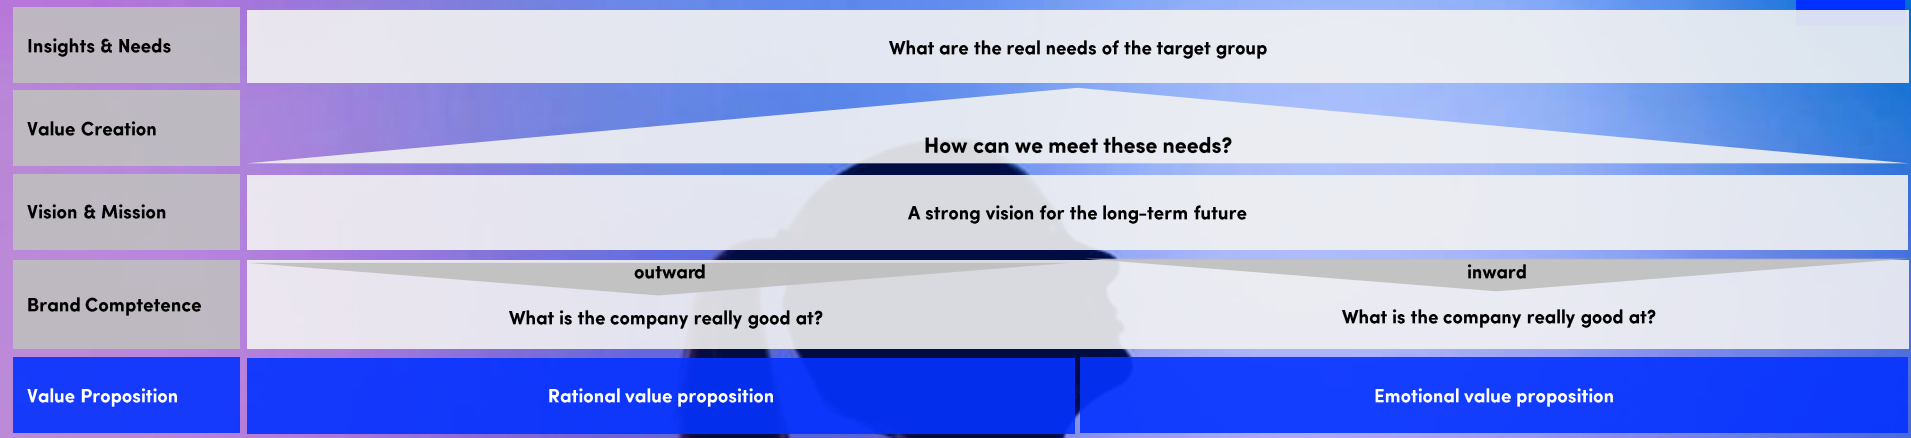 Insights & Needs
What are the real needs of the target group
Value Creation
How can we meet these needs?
Vision & Mission
A strong vision for the long-term future
Brand Comptetence
outward
What is the company really good at?
inward
What is the company really good at?
Value Proposition
Rational value proposition
Emotional value proposition